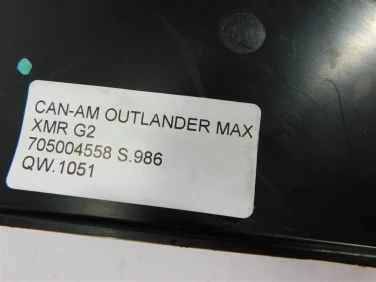 CAN-AM OUTLANDER MAX
XMR G2
705004558 S.986
QW.1051